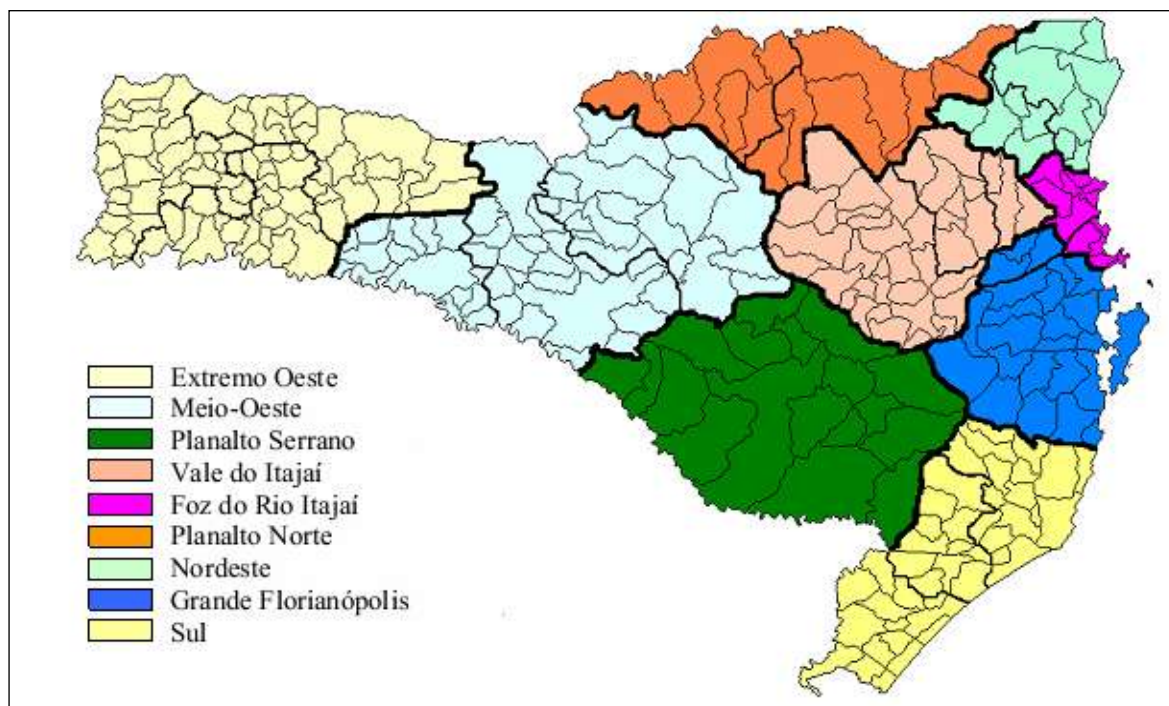 Extremo Oeste
Meio-Oeste
Planalto Serrano
Vale do Itajaí
Foz do Rio Itajaí
Planalto Norte
Nordeste
Grande Florianópolis
Sul